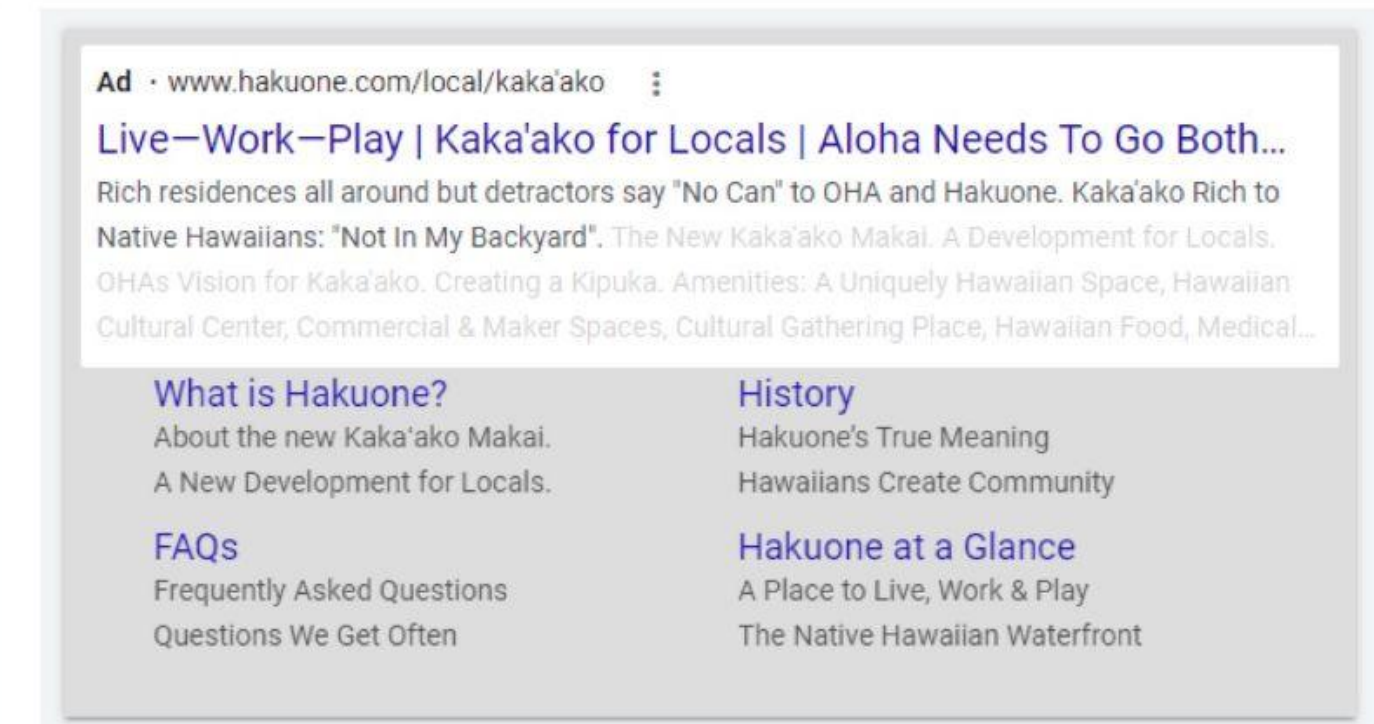 Ad · www.hakuone.com/local/kaka'ako
Live—Work—Play | Kaka'ako for Locals | Aloha Needs To Go Both...
Rich residences all around but detractors say "No Can" to OHA and Hakuone. Kaka'ako Rich to
Native Hawaiians: "Not In My Backyard". The New Kaka'ako Makai. A Development for Locals.
OHAs Vision for Kaka'ako. Creating a Kipuka. Amenities: A Uniquely Hawaiian Space, Hawaiian
Cultural Center, Commercial & Maker Spaces, Cultural Gathering Place, Hawaiian Food, Medical...
What is Hakuone?
About the new Kakaʻako Makai.
A New Development for Locals.
History
Hakuone's True Meaning
Hawaiians Create Community
FAQs
Frequently Asked Questions
Questions We Get Often
Hakuone at a Glance
A Place to Live, Work & Play
The Native Hawaiian Waterfront